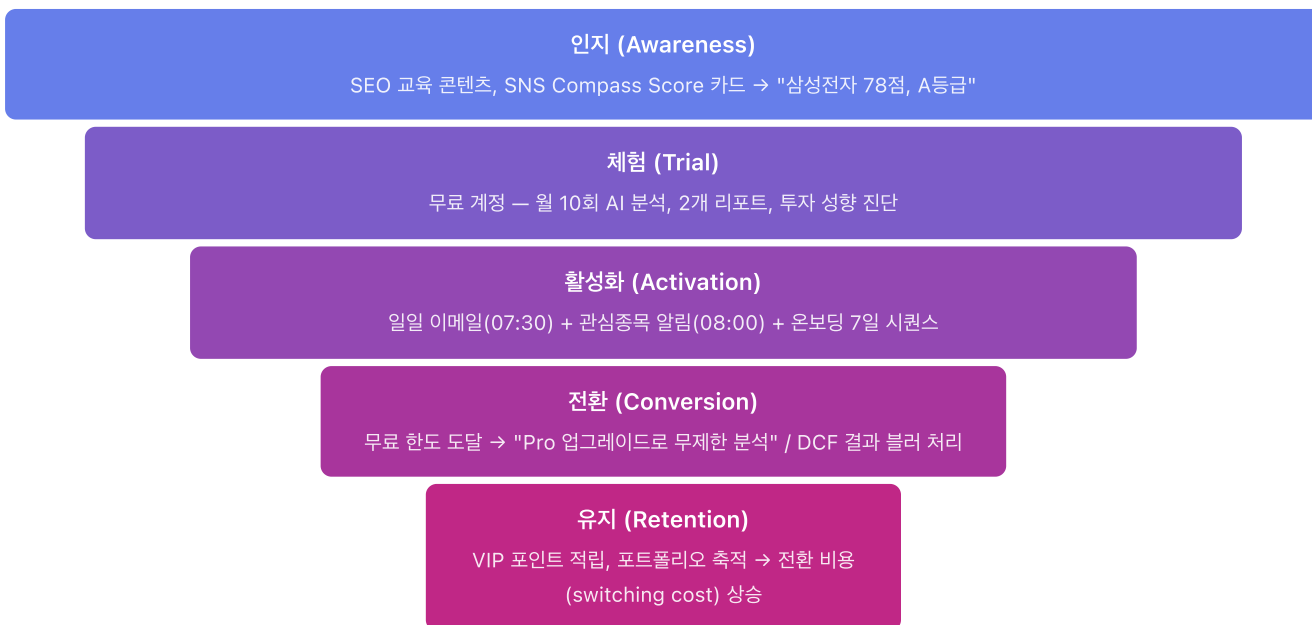 인지 (Awareness)
SEO 교육 콘텐츠, SNS Compass Score 카드 → "삼성전자 78점, A등급"
체험 (Trial)
무료 계정 — 월 10회 AI 분석, 2개 리포트, 투자 성향 진단
활성화 (Activation)
일일 이메일(07:30) + 관심종목 알림(08:00) + 온보딩 7일 시퀀스
전환 (Conversion)
무료 한도 도달 → "Pro 업그레이드로 무제한 분석" / DCF 결과 블러 처리
유지 (Retention)
VIP 포인트 적립, 포트폴리오 축적 → 전환 비용
(switching cost) 상승